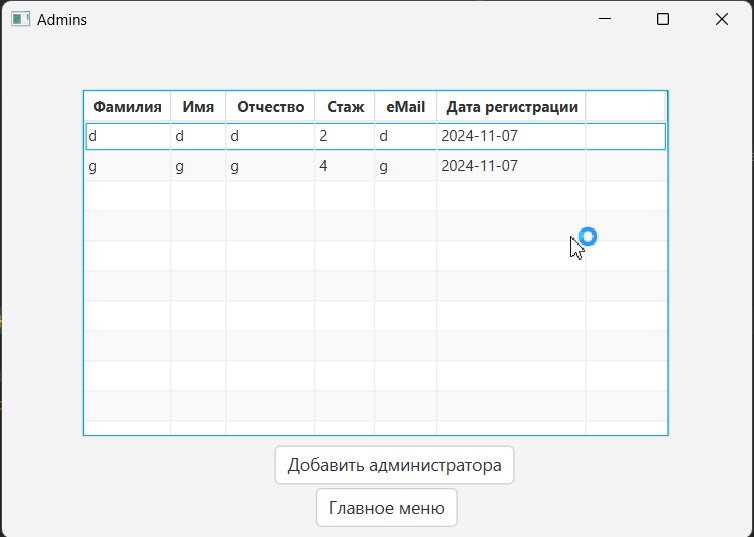 Admins
Фамилия Имя Отчество Стаж eMail Дата регистрации
d d d 2 d 2024-11-07
g g g 4 g 2024-11-07
Добавить администратора
Главное меню